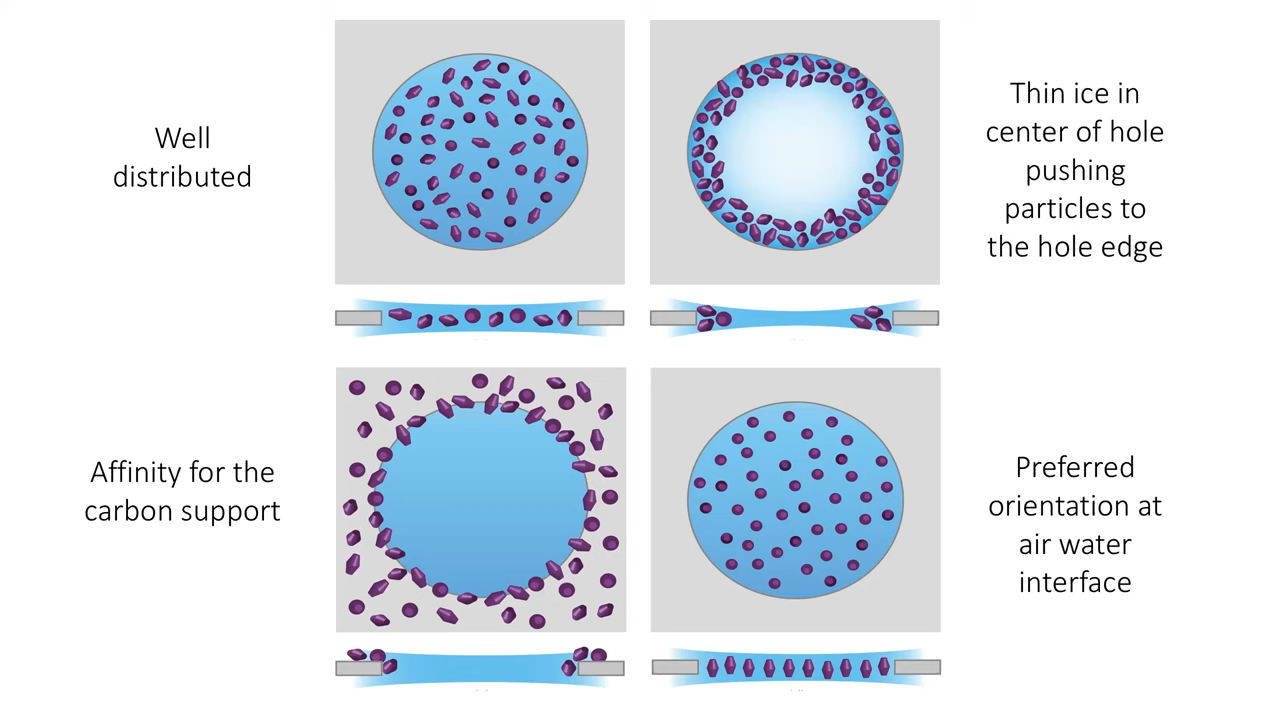 Well
distributed
Thin ice in
center of hole
pushing
particles to
the hole edge
Affinity for the
carbon support
Preferred
orientation at
air water
interface